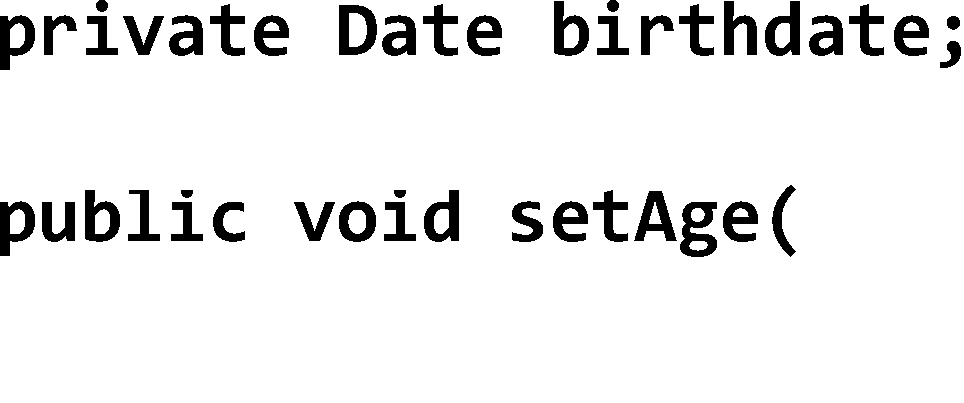 private Date birthdate;
public void setAge(